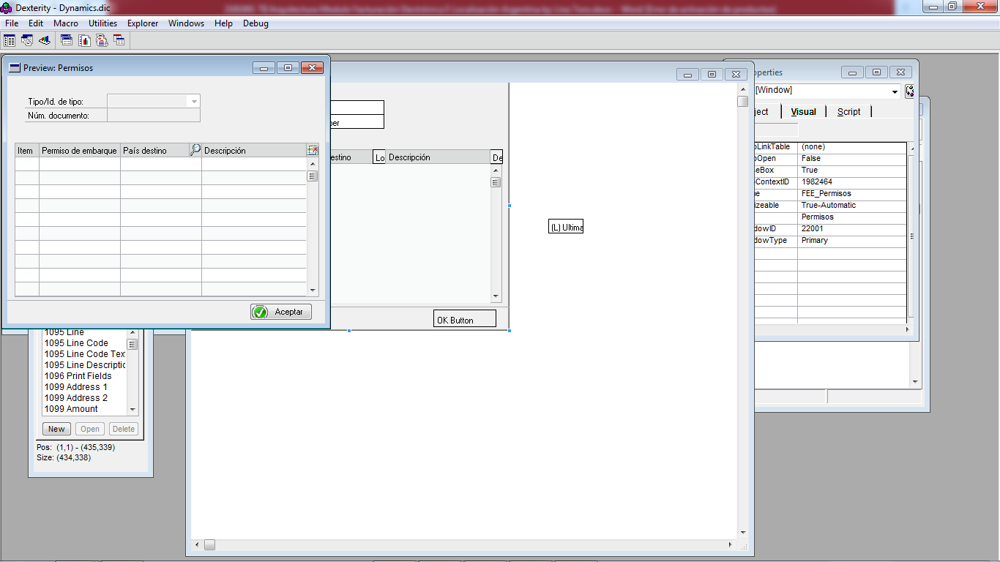 Dexterity - Dynamics.dic
File Edit Macro Utilities Explorer Windows Help Debug
Preview: Permisos
Tipo/Id. de tipo:
Núm. documento:
Item Permiso de embarque País destino Descripción
Aceptar
ber
estino Lo Descripción De
OK Button
(L) Ultima
operties
[Window]
ject Visual Script
oLinkTable (none)
oOpen False
eBox True
oContextID 1982464
ne FEE_Permisos
izeable True-Automatic
Permisos
dowID 22001
dowType Primary
1095 Line
1095 Line Code
1095 Line Code Tex
1095 Line Descriptic
1096 Print Fields
1099 Address 1
1099 Address 2
1099 Amount
New Open Delete
Pos: (1,1) - (435,339)
Size: (434,338)